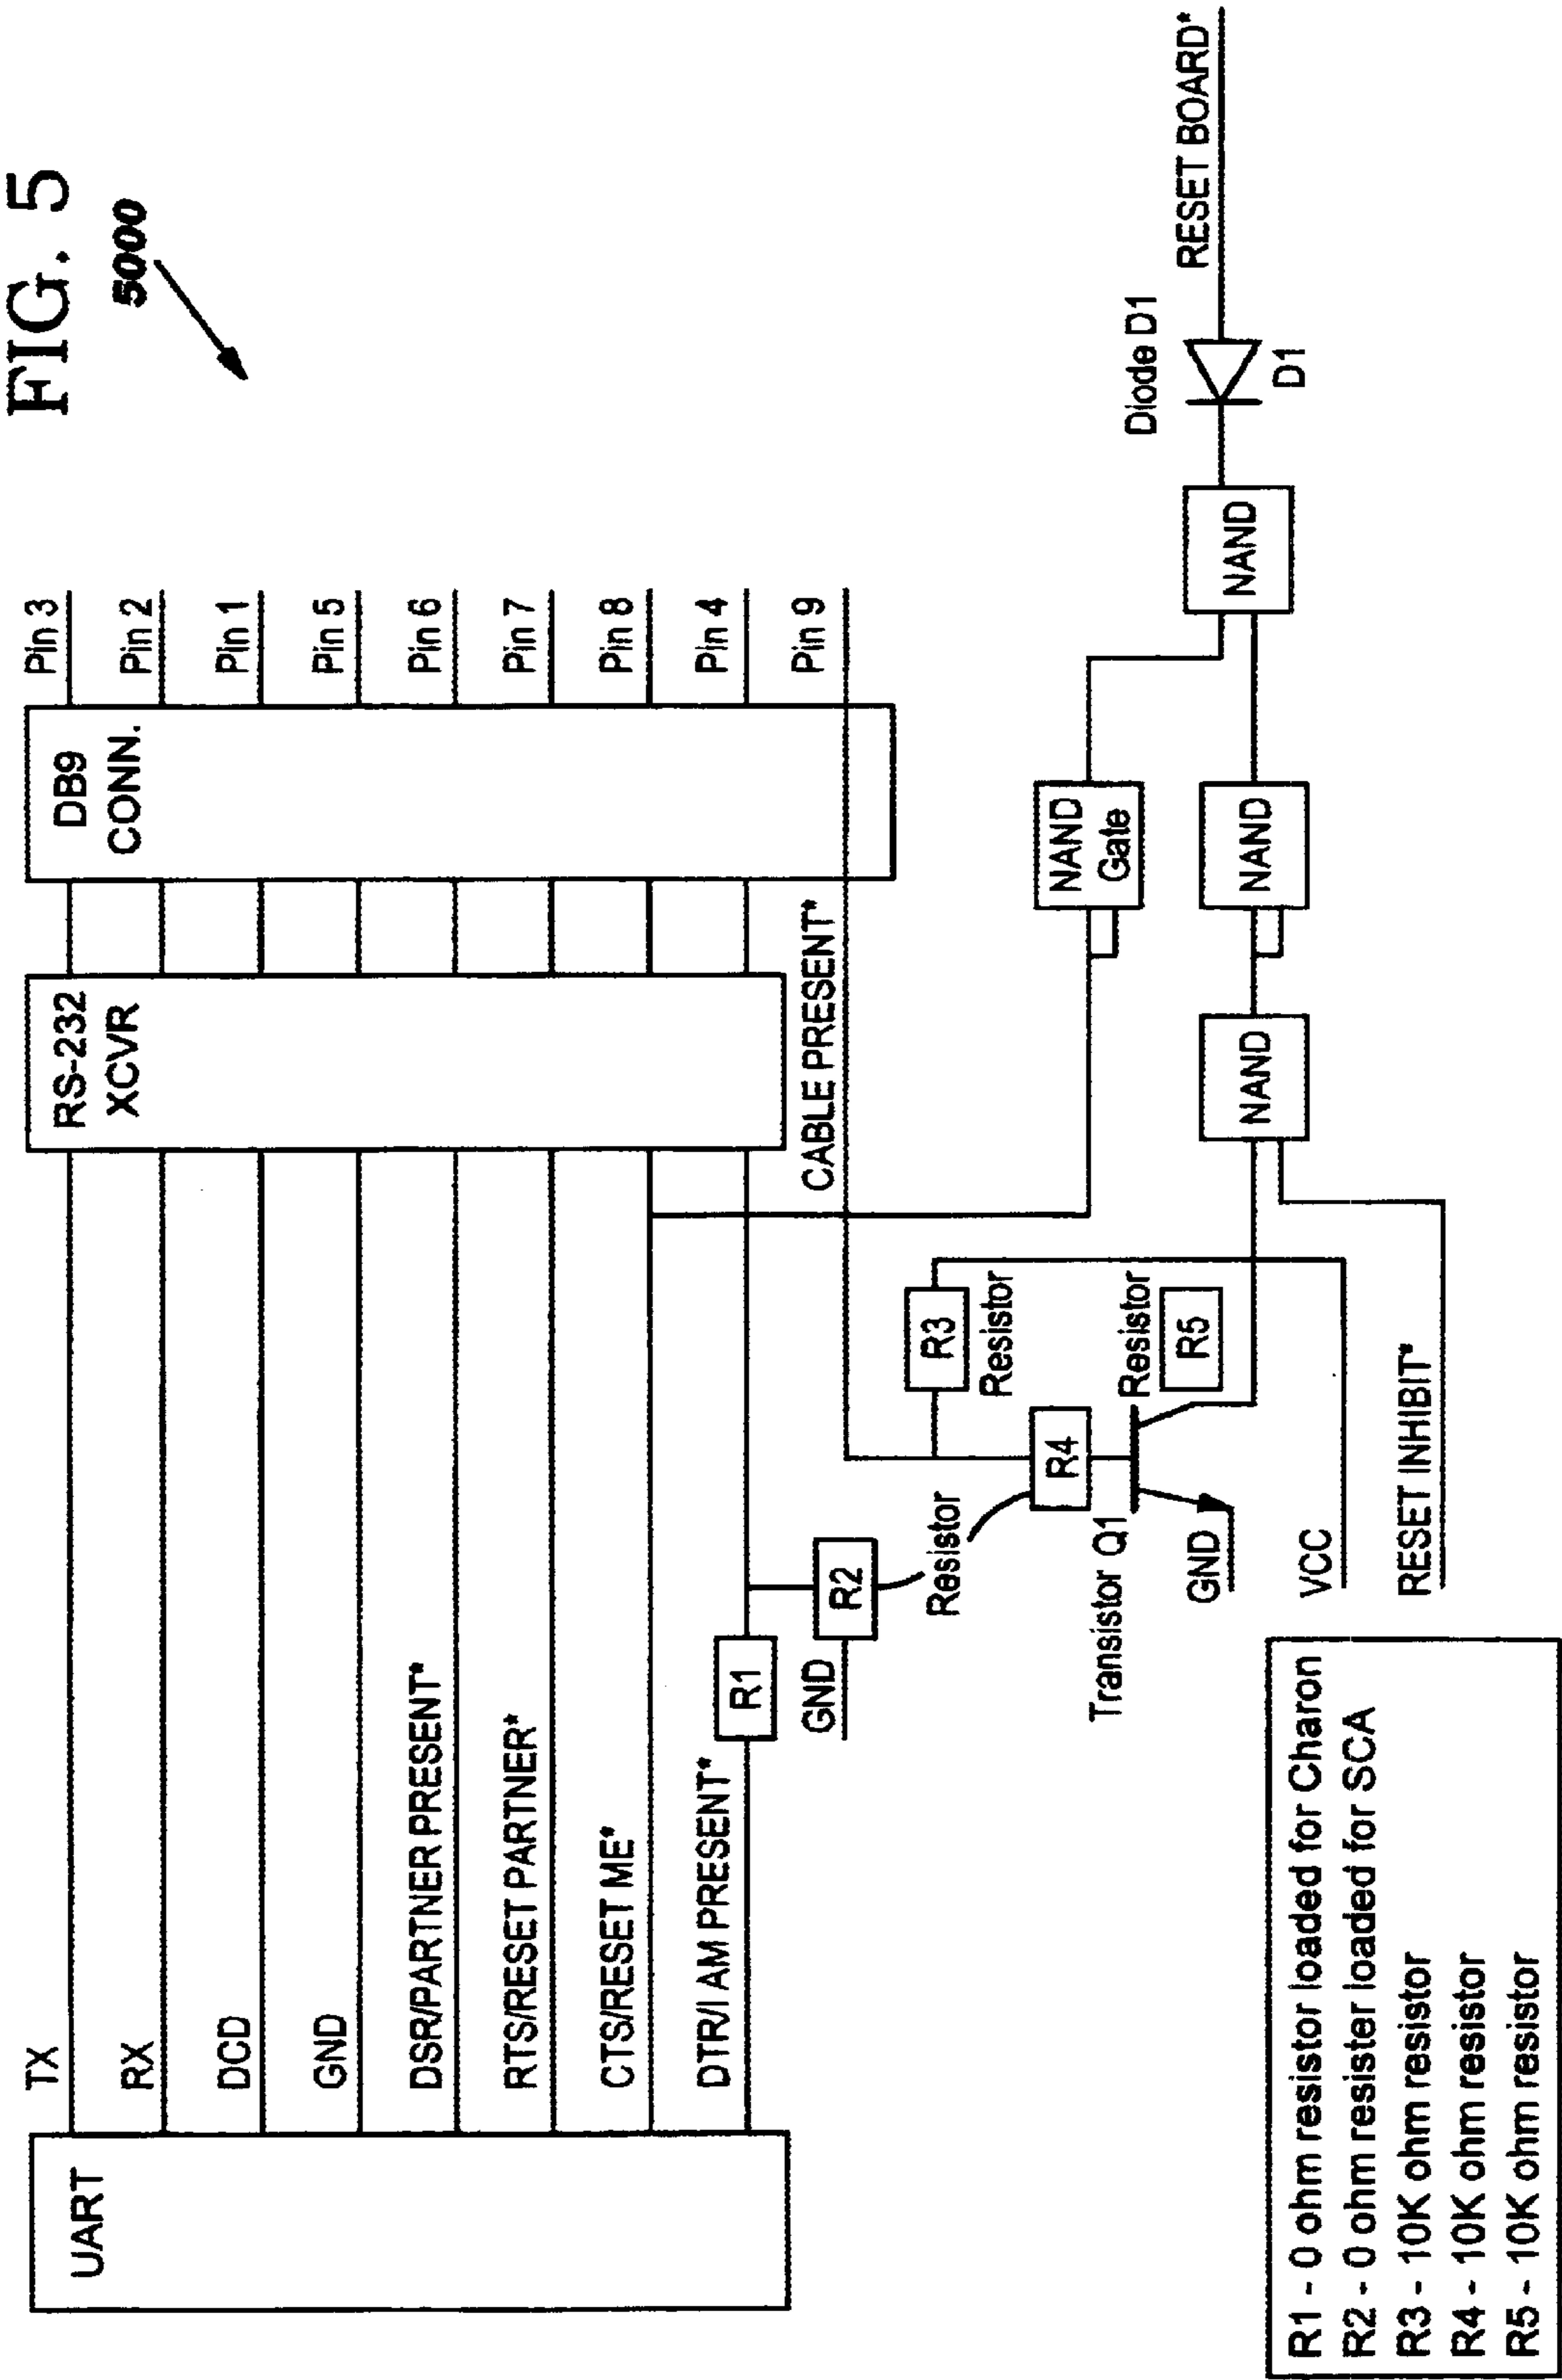 FIG. 5
5000
UART
TX
RX
DCD
GND
DSR/PARTNER PRESENT*
RTS/RESET PARTNER*
CTS/RESET ME*
DTR/I AM PRESENT*
RS-232
XCVR
DB9
CONN.
Pin 3
Pin 2
Pin 1
Pin 5
Pin 6
Pin 7
Pin 8
Pin 4
Pin 9
R1
GND
R2
Resistor
CABLE PRESENT*
R3
Resistor
R4
Resistor
R5
Transistor Q1
GND
VCC
RESET INHIBIT*
NAND
Gate
NAND
NAND
NAND
Diode D1
D1
RESET BOARD*
R1 - 0 ohm resistor loaded for Charon
R2 - 0 ohm resister loaded for SCA
R3 - 10K ohm resistor
R4 - 10K ohm resistor
R5 - 10K ohm resistor